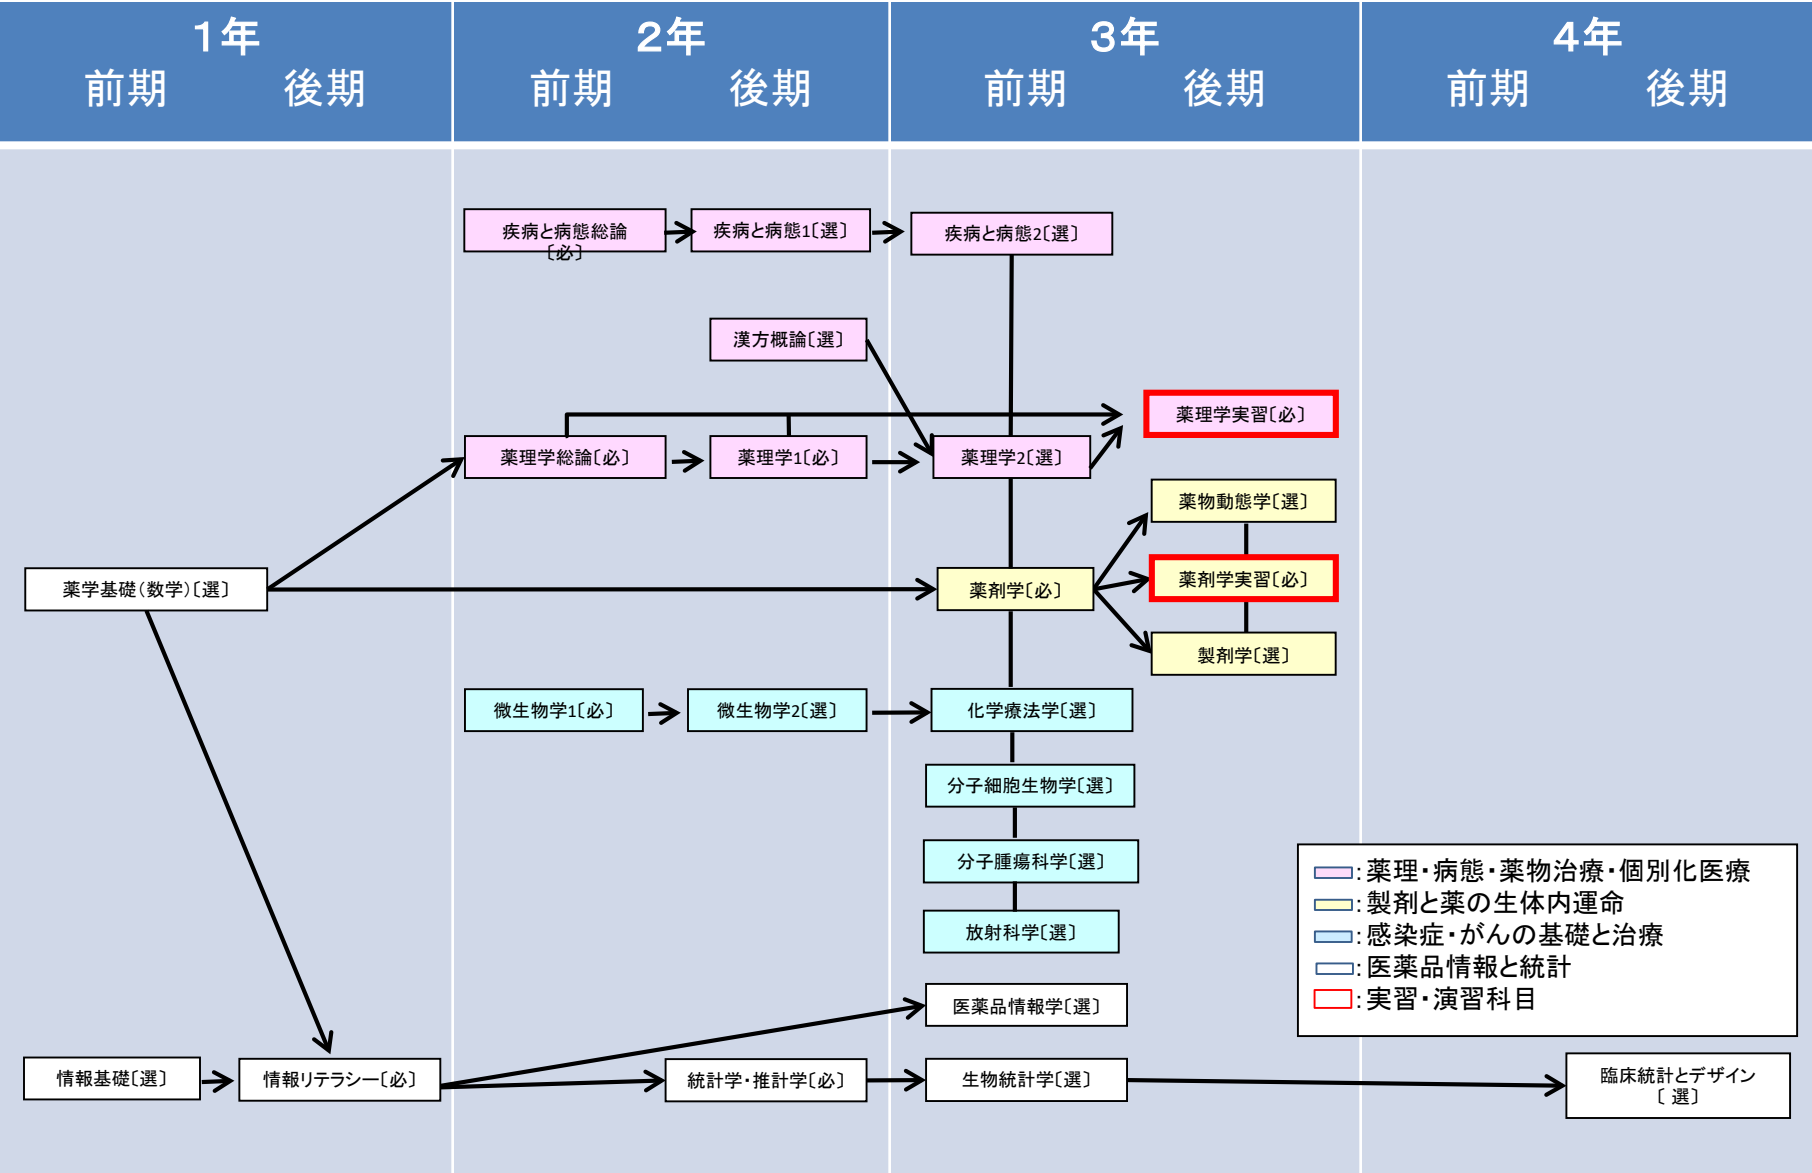 1年
2年
3年
4年
前期 後期
前期 後期
前期 後期
前期 後期
疾病と病態総論
〔必〕
疾病と病態1〔選〕
疾病と病態2〔選〕
漢方概論〔選〕
薬理学実習〔必〕
薬理学総論〔必〕
薬理学1〔必〕
薬理学2〔選〕
薬物動態学〔選〕
薬学基礎(数学)〔選〕
薬剤学〔必〕
薬剤学実習〔必〕
製剤学〔選〕
微生物学1〔必〕
微生物学2〔選〕
化学療法学〔選〕
分子細胞生物学〔選〕
分子腫瘍科学〔選〕
放射科学〔選〕
:薬理・病態・薬物治療・個別化医療
:製剤と薬の生体内運命
:感染症・がんの基礎と治療
:医薬品情報と統計
:実習・演習科目
医薬品情報学〔選〕
情報基礎〔選〕
情報リテラシー〔必〕
統計学・推計学〔必〕
生物統計学〔選〕
臨床統計とデザイン
〔 選〕